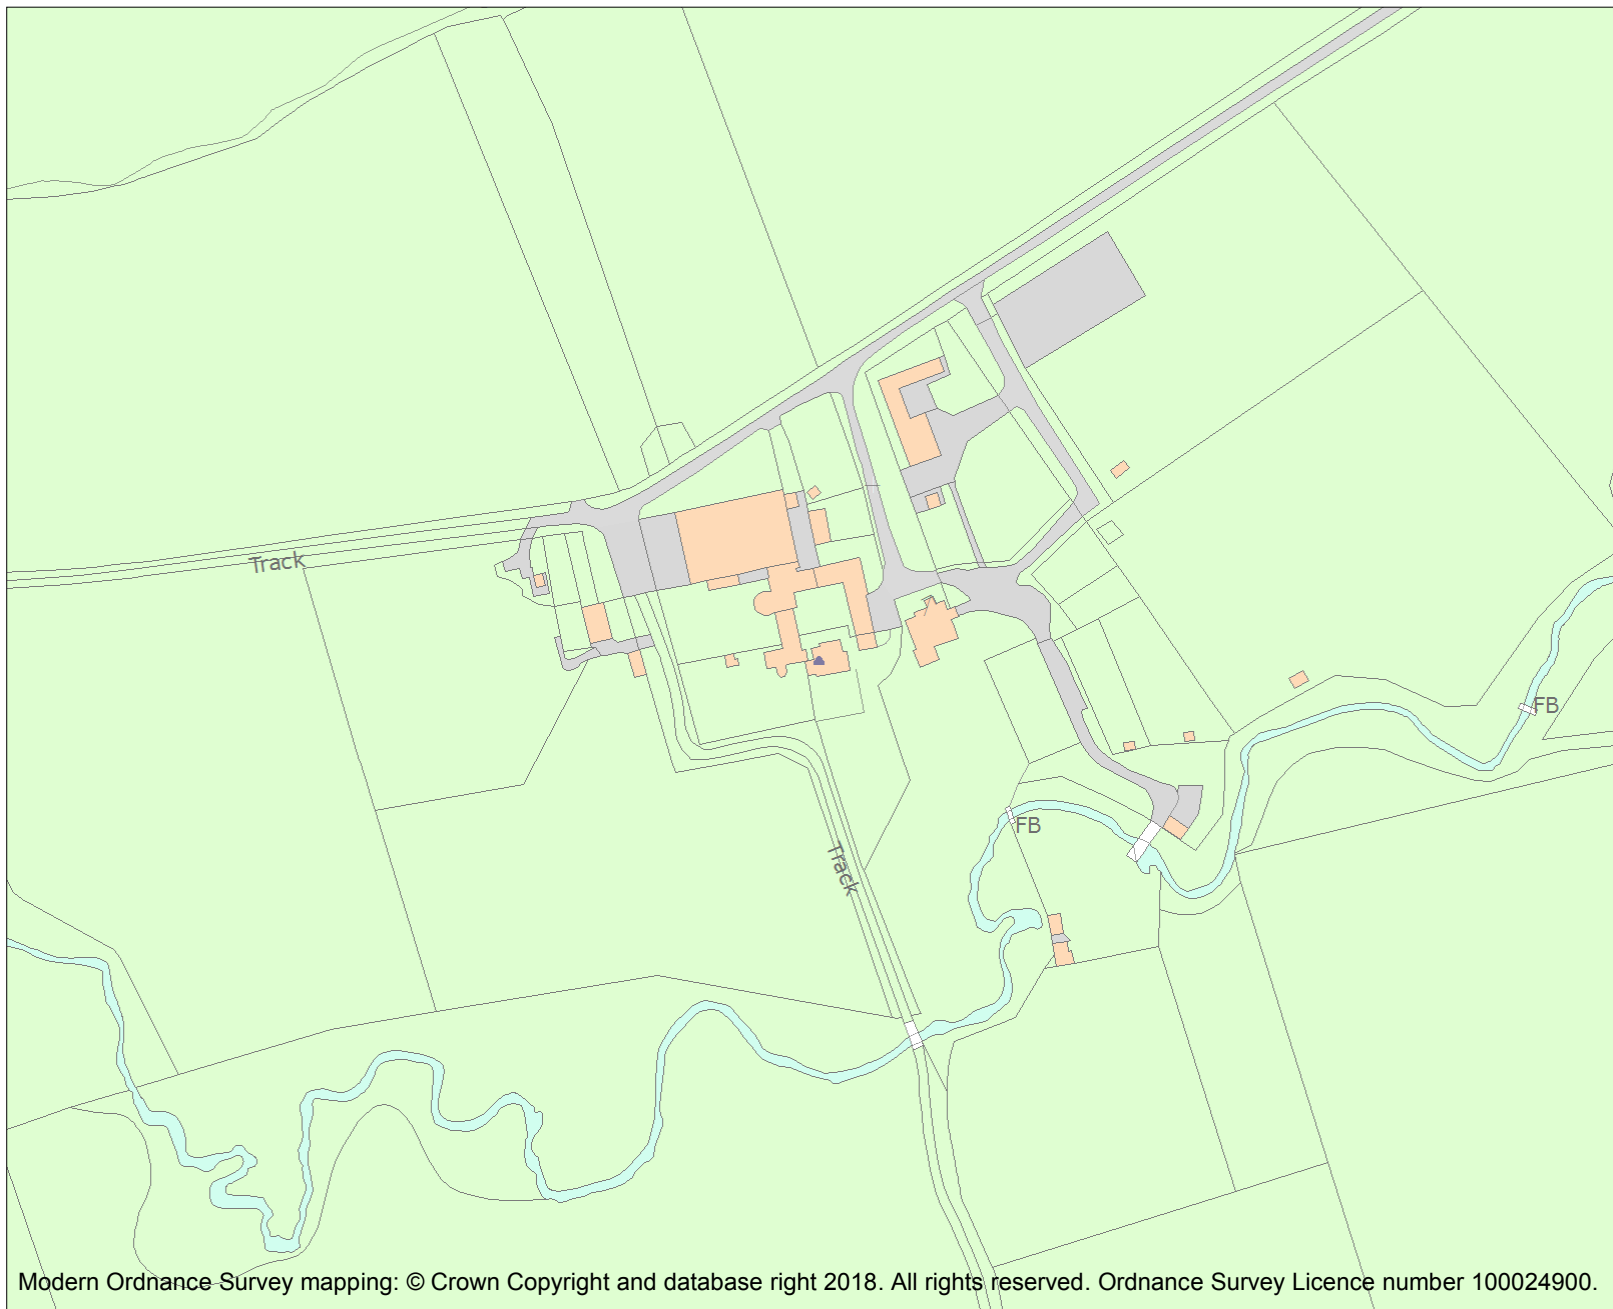 Track
FB
FB
Track
Modern Ordnance Survey mapping: © Crown Copyright and database right 2018. All rights reserved. Ordnance Survey Licence number 100024900.